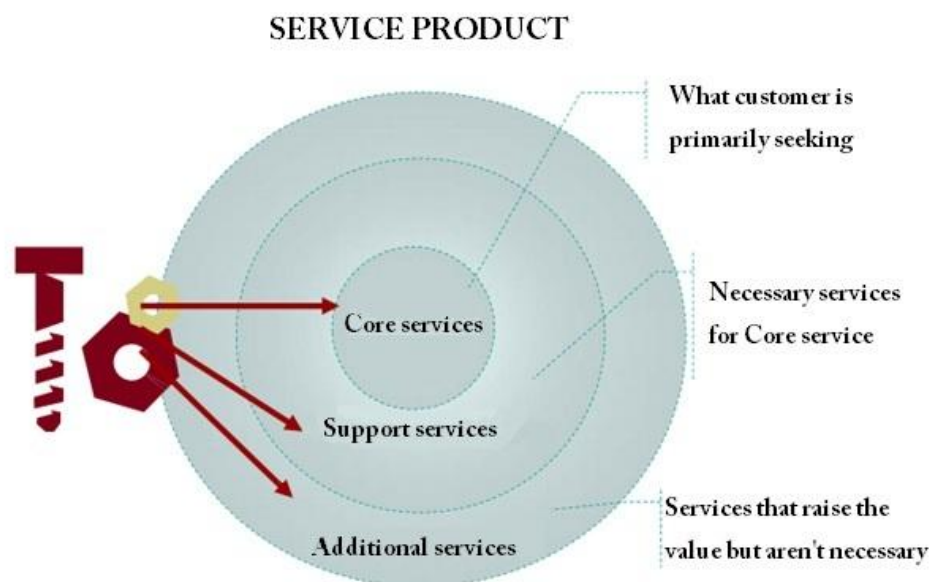 SERVICE PRODUCT
What customer is
primarily seeking
Core services
Necessary services
for Core service
Support services
Additional services
Services that raise the
value but aren't necessary